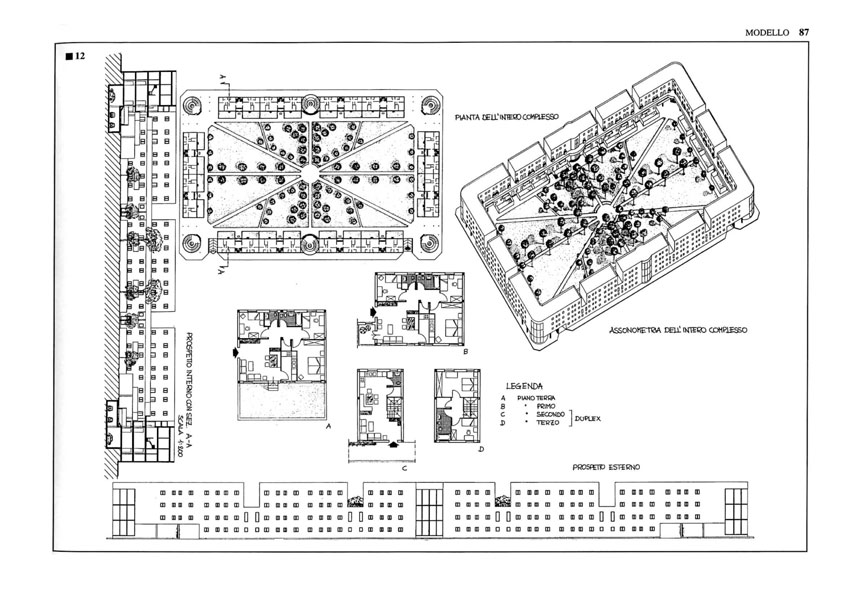 MODELLO 87
■ 12
A
PIANTA DELL'INTERO COMPLESSO
A
ASSONOMETRIA DELL'INTERO COMPLESSO
PROSPETTO INTERNO CON SEZ. A-A
SCALA 1:200
B
A
C
D
LEGENDA
A PIANO TERRA
B " PRIMO
C " SECONDO
D " TERZO
DUPLEX
PROSPETTO ESTERNO